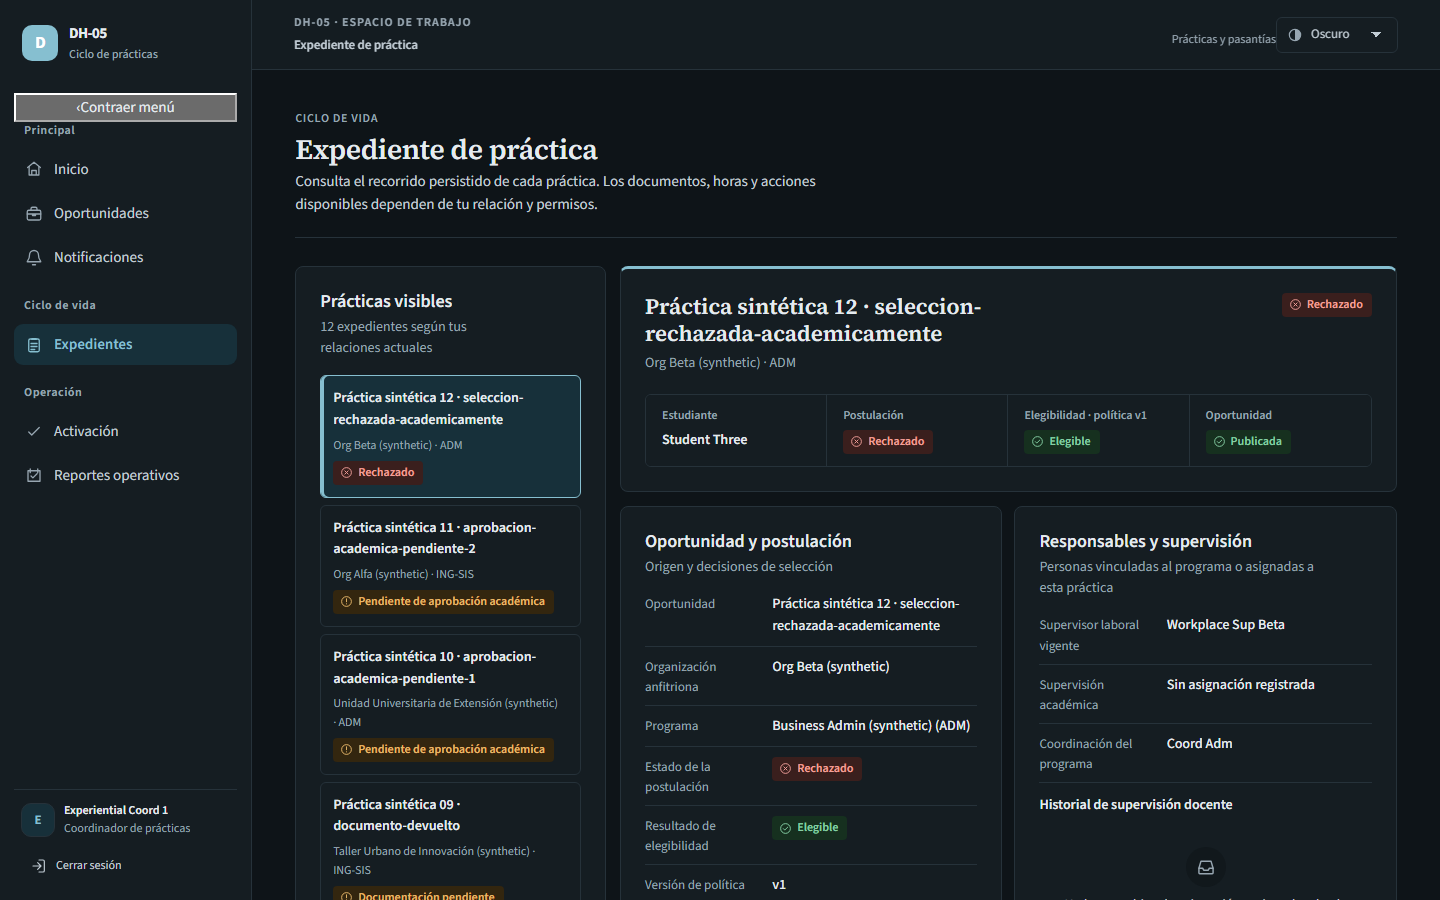 D
DH-05
Ciclo de prácticas
‹Contraer menú
Principal
Inicio
Oportunidades
Notificaciones
Ciclo de vida
Expedientes
Operación
Activación
Reportes operativos
E
Experiential Coord 1
Coordinador de prácticas
Cerrar sesión
DH-05 · ESPACIO DE TRABAJO
Expediente de práctica
Prácticas y pasantías
Oscuro
CICLO DE VIDA
Expediente de práctica
Consulta el recorrido persistido de cada práctica. Los documentos, horas y acciones
disponibles dependen de tu relación y permisos.
Prácticas visibles
12 expedientes según tus
relaciones actuales
Práctica sintética 12 · seleccion-
rechazada-academicamente
Org Beta (synthetic) · ADM
Rechazado
Práctica sintética 11 · aprobacion-
academica-pendiente-2
Org Alfa (synthetic) · ING-SIS
Pendiente de aprobación académica
Práctica sintética 10 · aprobacion-
academica-pendiente-1
Unidad Universitaria de Extensión (synthetic)
· ADM
Pendiente de aprobación académica
Práctica sintética 09 ·
documento-devuelto
Taller Urbano de Innovación (synthetic) ·
ING-SIS
Documentación pendiente
Práctica sintética 12 · seleccion-
rechazada-academicamente
Org Beta (synthetic) · ADM
Rechazado
Estudiante
Student Three
Postulación
Rechazado
Elegibilidad · política v1
Elegible
Oportunidad
Publicada
Oportunidad y postulación
Origen y decisiones de selección
Oportunidad
Práctica sintética 12 · seleccion-
rechazada-academicamente
Organización
anfitriona
Org Beta (synthetic)
Programa
Business Admin (synthetic) (ADM)
Estado de la
postulación
Rechazado
Resultado de
elegibilidad
Elegible
Versión de política
v1
Responsables y supervisión
Personas vinculadas al programa o asignadas a
esta práctica
Supervisor laboral
vigente
Workplace Sup Beta
Supervisión
académica
Sin asignación registrada
Coordinación del
programa
Coord Adm
Historial de supervisión docente